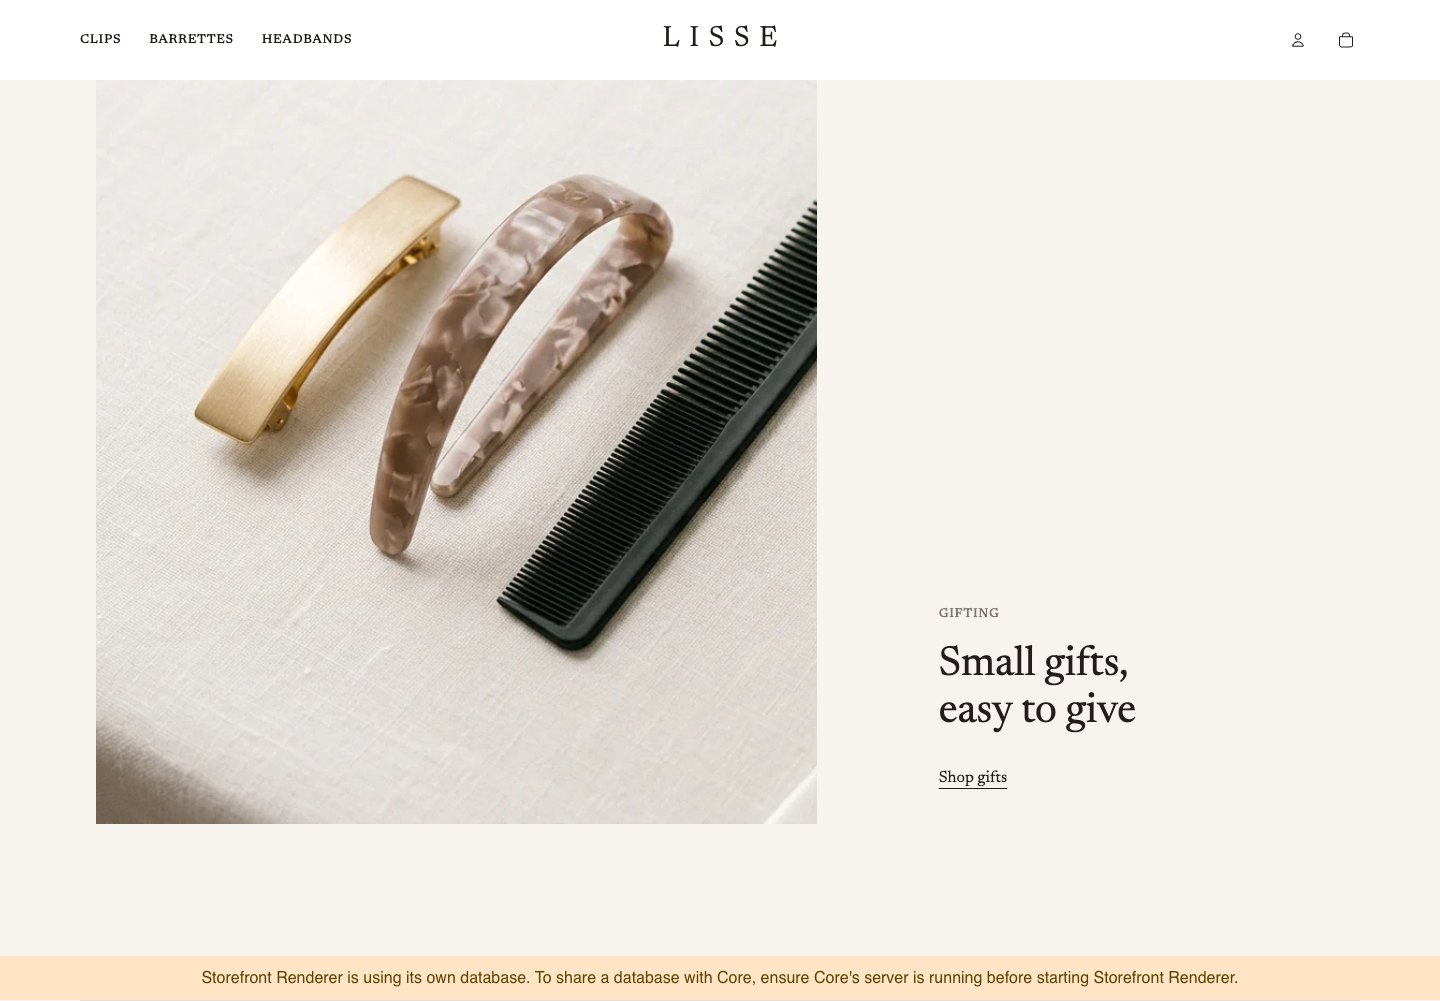 CLIPS BARRETTES HEADBANDS
LISSE
GIFTING
Small gifts,
easy to give
Shop gifts
Storefront Renderer is using its own database. To share a database with Core, ensure Core's server is running before starting Storefront Renderer.